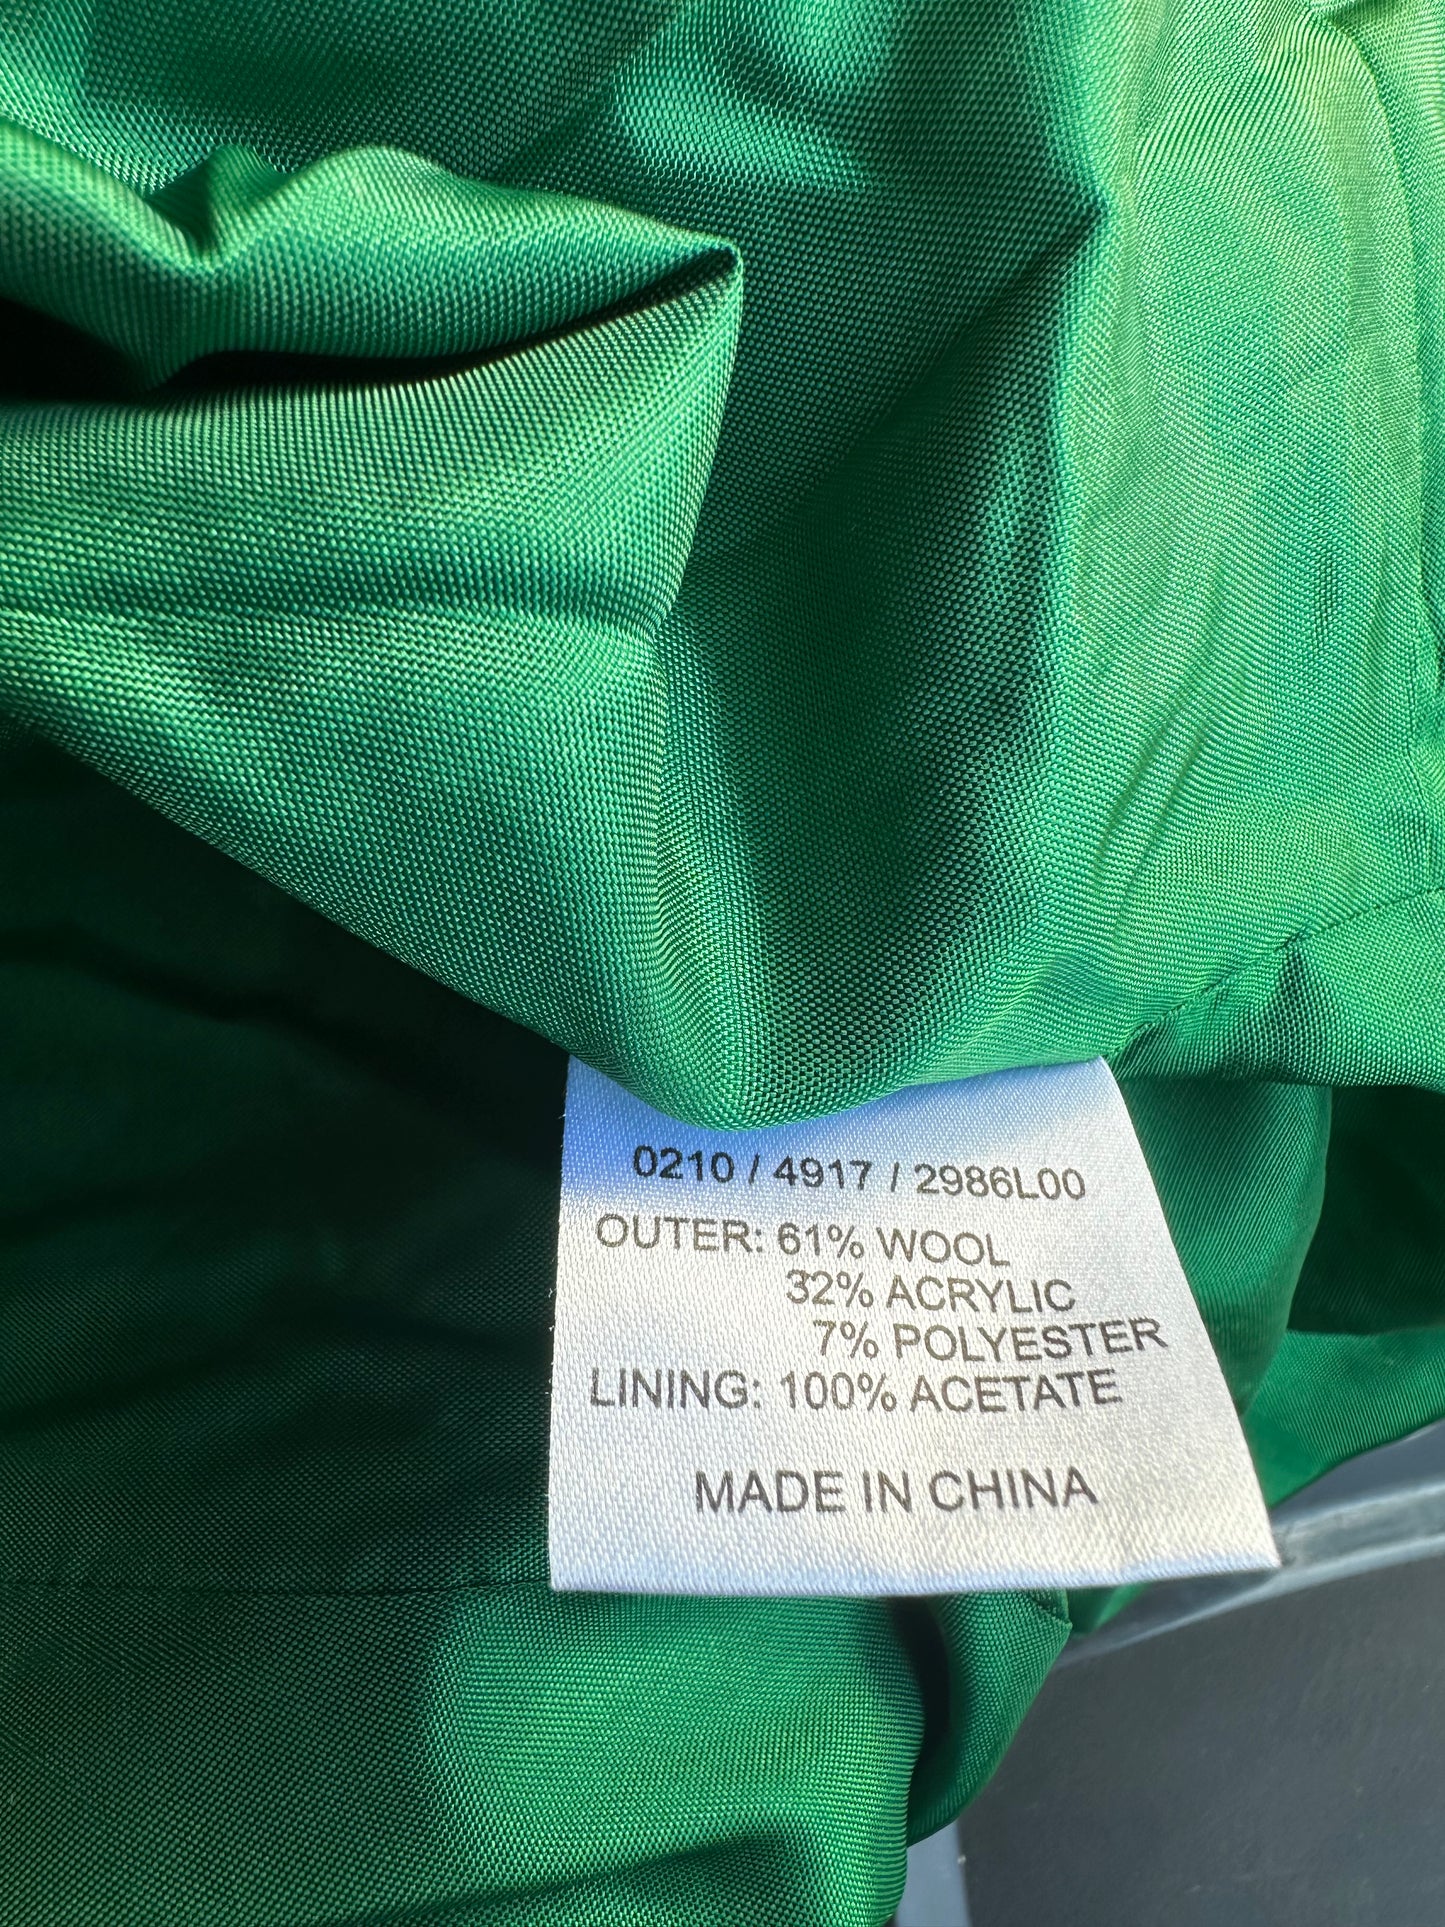 0210 / 4917 / 2986L00
OUTER: 61% WOOL
32% ACRYLIC
7% POLYESTER
LINING: 100% ACETATE
MADE IN CHINA